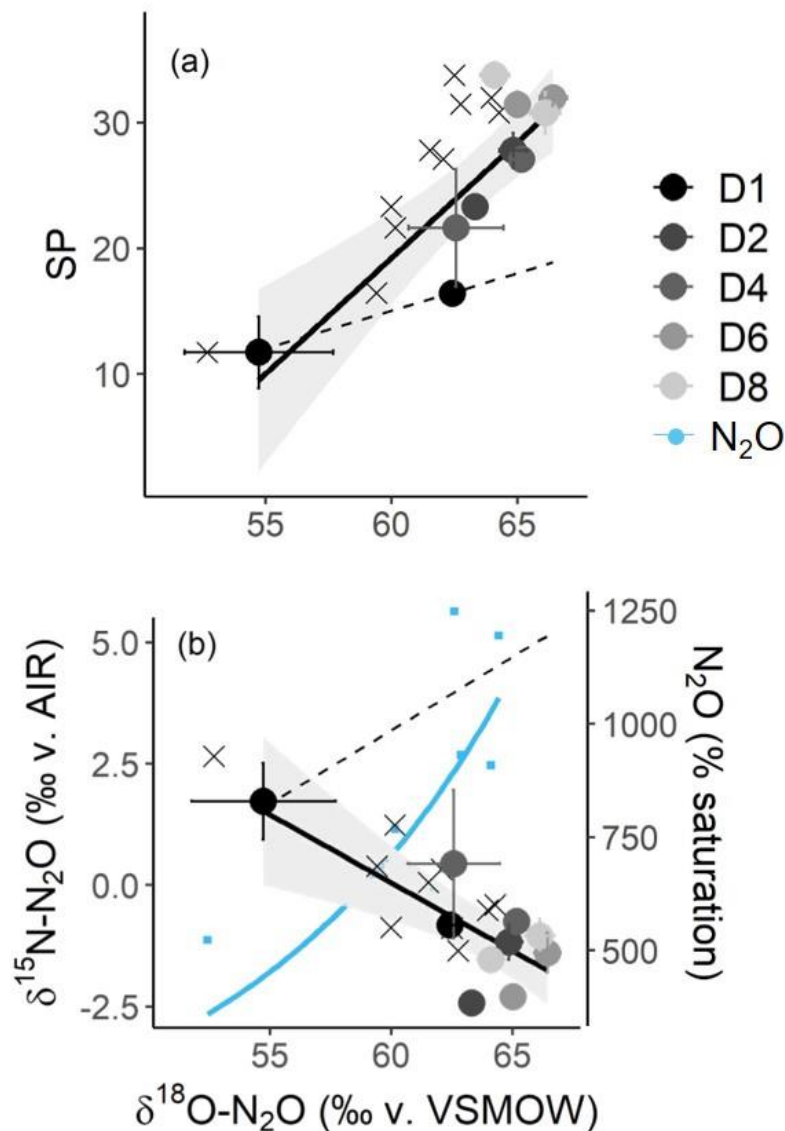 (a)
30
20
10
SP
55 60 65
D1
D2
D4
D6
D8
N₂O
(b)
5.0
2.5
0.0
-2.5
δ¹⁵N-N₂O (‰ v. AIR)
1250
1000
750
500
N₂O (% saturation)
55 60 65
δ¹⁸O-N₂O (‰ v. VSMOW)